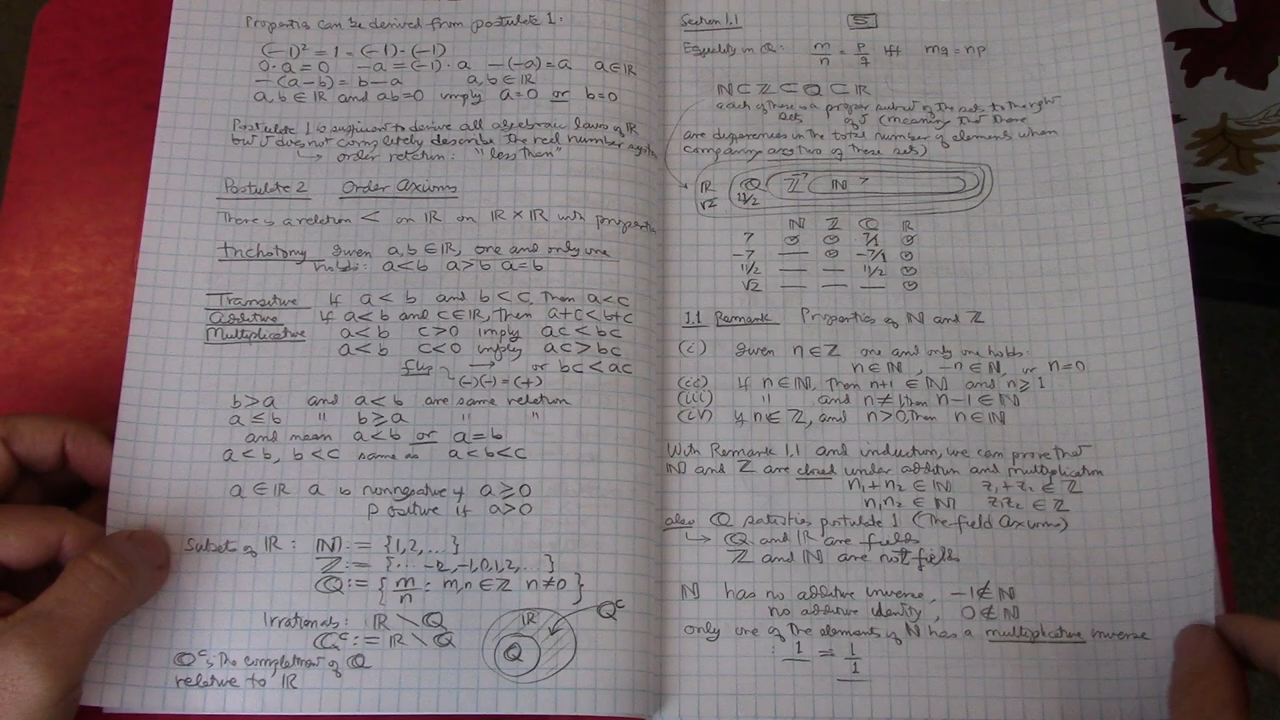 Properties can be derived from postulate 1:
(-1)² = 1 = (-1)·(-1)
0·a = 0 -a = (-1)·a -(-a) = a a ∈ ℝ
-(a-b) = b-a a, b ∈ ℝ
a, b ∈ ℝ and ab=0 imply a=0 or b=0
Postulate 1 is sufficient to derive all algebraic laws of ℝ
but does not completely describe the real number system
↳ order relation: "less than"
Postulate 2 Order Axioms
There is a relation < on ℝ on ℝ × ℝ with properties
trichotomy given a, b ∈ ℝ, one and only one
holds: a<b a>b a=b
Transitive If a < b and b < c, Then a<c
additive If a<b and c∈ℝ, Then a+c < b+c
Multiplicative a<b c>0 imply ac < bc
a<b c<0 imply ac > bc
flip → or bc < ac
(-)(-) = (+)
b>a and a<b are same relation
a ≤ b " b ≥ a " "
and mean a<b or a=b
a<b, b<c same as a<b<c
a ∈ ℝ a is nonnegative if a ≥ 0
positive if a>0
Subset of ℝ: ℕ := {1,2,...}
ℤ := {... -2,-1,0,1,2,...}
ℚ := { m/n : m,n ∈ ℤ n≠0 }
Irrationals: ℝ \ ℚ
ℚᶜ := ℝ \ ℚ
ℝ ℚ ℚᶜ
ℚᶜ is the complement of ℚ
relative to ℝ
Section 1.1 5
Equality in ℚ: m/n = p/q iff mq = np
ℕ ⊂ ℤ ⊂ ℚ ⊂ ℝ
each of these is a proper subset of the sets to the right
sets of it (meaning that there
are differences in the total number of elements when
comparing any two of these sets)
ℝ ℚ ℤ ℕ 7
√2 11/2 -7
ℕ ℤ ℚ ℝ
7 ☺ ☺ 7/1 ☺
-7 — ☺ -7/1 ☺
11/2 — — 11/2 ☺
√2 — — — ☺
1.1 Remark Properties of ℕ and ℤ
(i) given n ∈ ℤ one and only one holds:
n ∈ ℕ, -n ∈ ℕ, or n=0
(ii) If n ∈ ℕ, Then n+1 ∈ ℕ and n ≥ 1
(iii) " and n≠1, then n-1 ∈ ℕ
(iv) if n ∈ ℤ, and n>0, Then n ∈ ℕ
With Remark 1.1 and induction, we can prove that
ℕ and ℤ are closed under addition and multiplication
n₁+n₂ ∈ ℕ z₁+z₂ ∈ ℤ
n₁n₂ ∈ ℕ z₁z₂ ∈ ℤ
also ℚ satisfies postulate 1 (The field axioms)
↳ ℚ and ℝ are fields
ℤ and ℕ are not fields
ℕ has no additive inverse, -1 ∉ ℕ
no additive identity, 0 ∉ ℕ
only one of the elements of ℕ has a multiplicative inverse
: 1 = 1/1